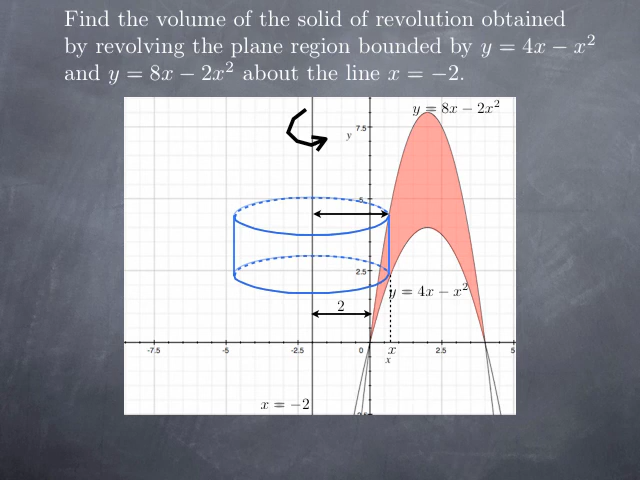 Find the volume of the solid of revolution obtained
by revolving the plane region bounded by y = 4x − x²
and y = 8x − 2x² about the line x = −2.
y = 8x − 2x²
7.5
y
5
2.5
y = 4x − x²
2
-7.5 -5 -2.5 0 x 2.5 5
x
x = −2